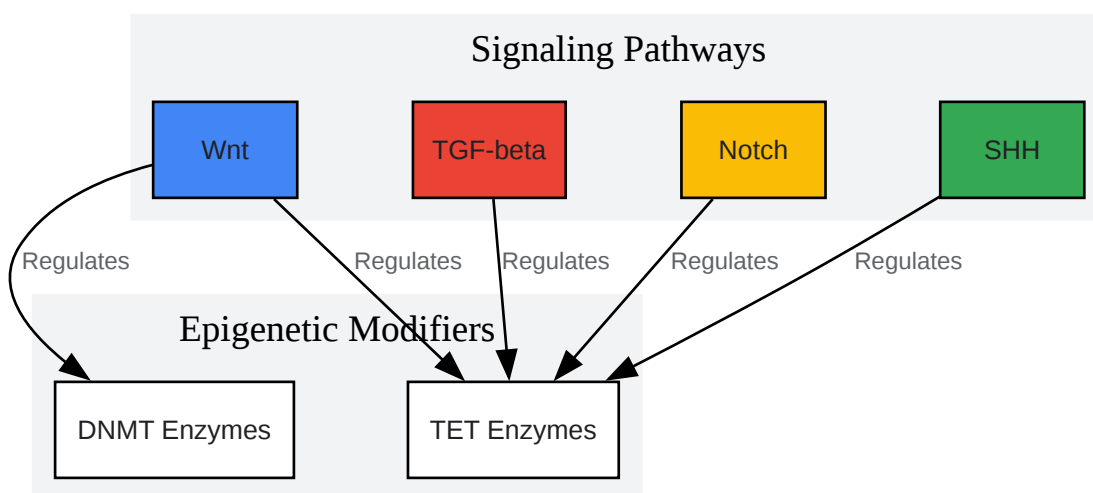 Signaling Pathways
Wnt
TGF-beta
Notch
SHH
Regulates
Regulates
Regulates
Regulates
Regulates
Epigenetic Modifiers
DNMT Enzymes
TET Enzymes